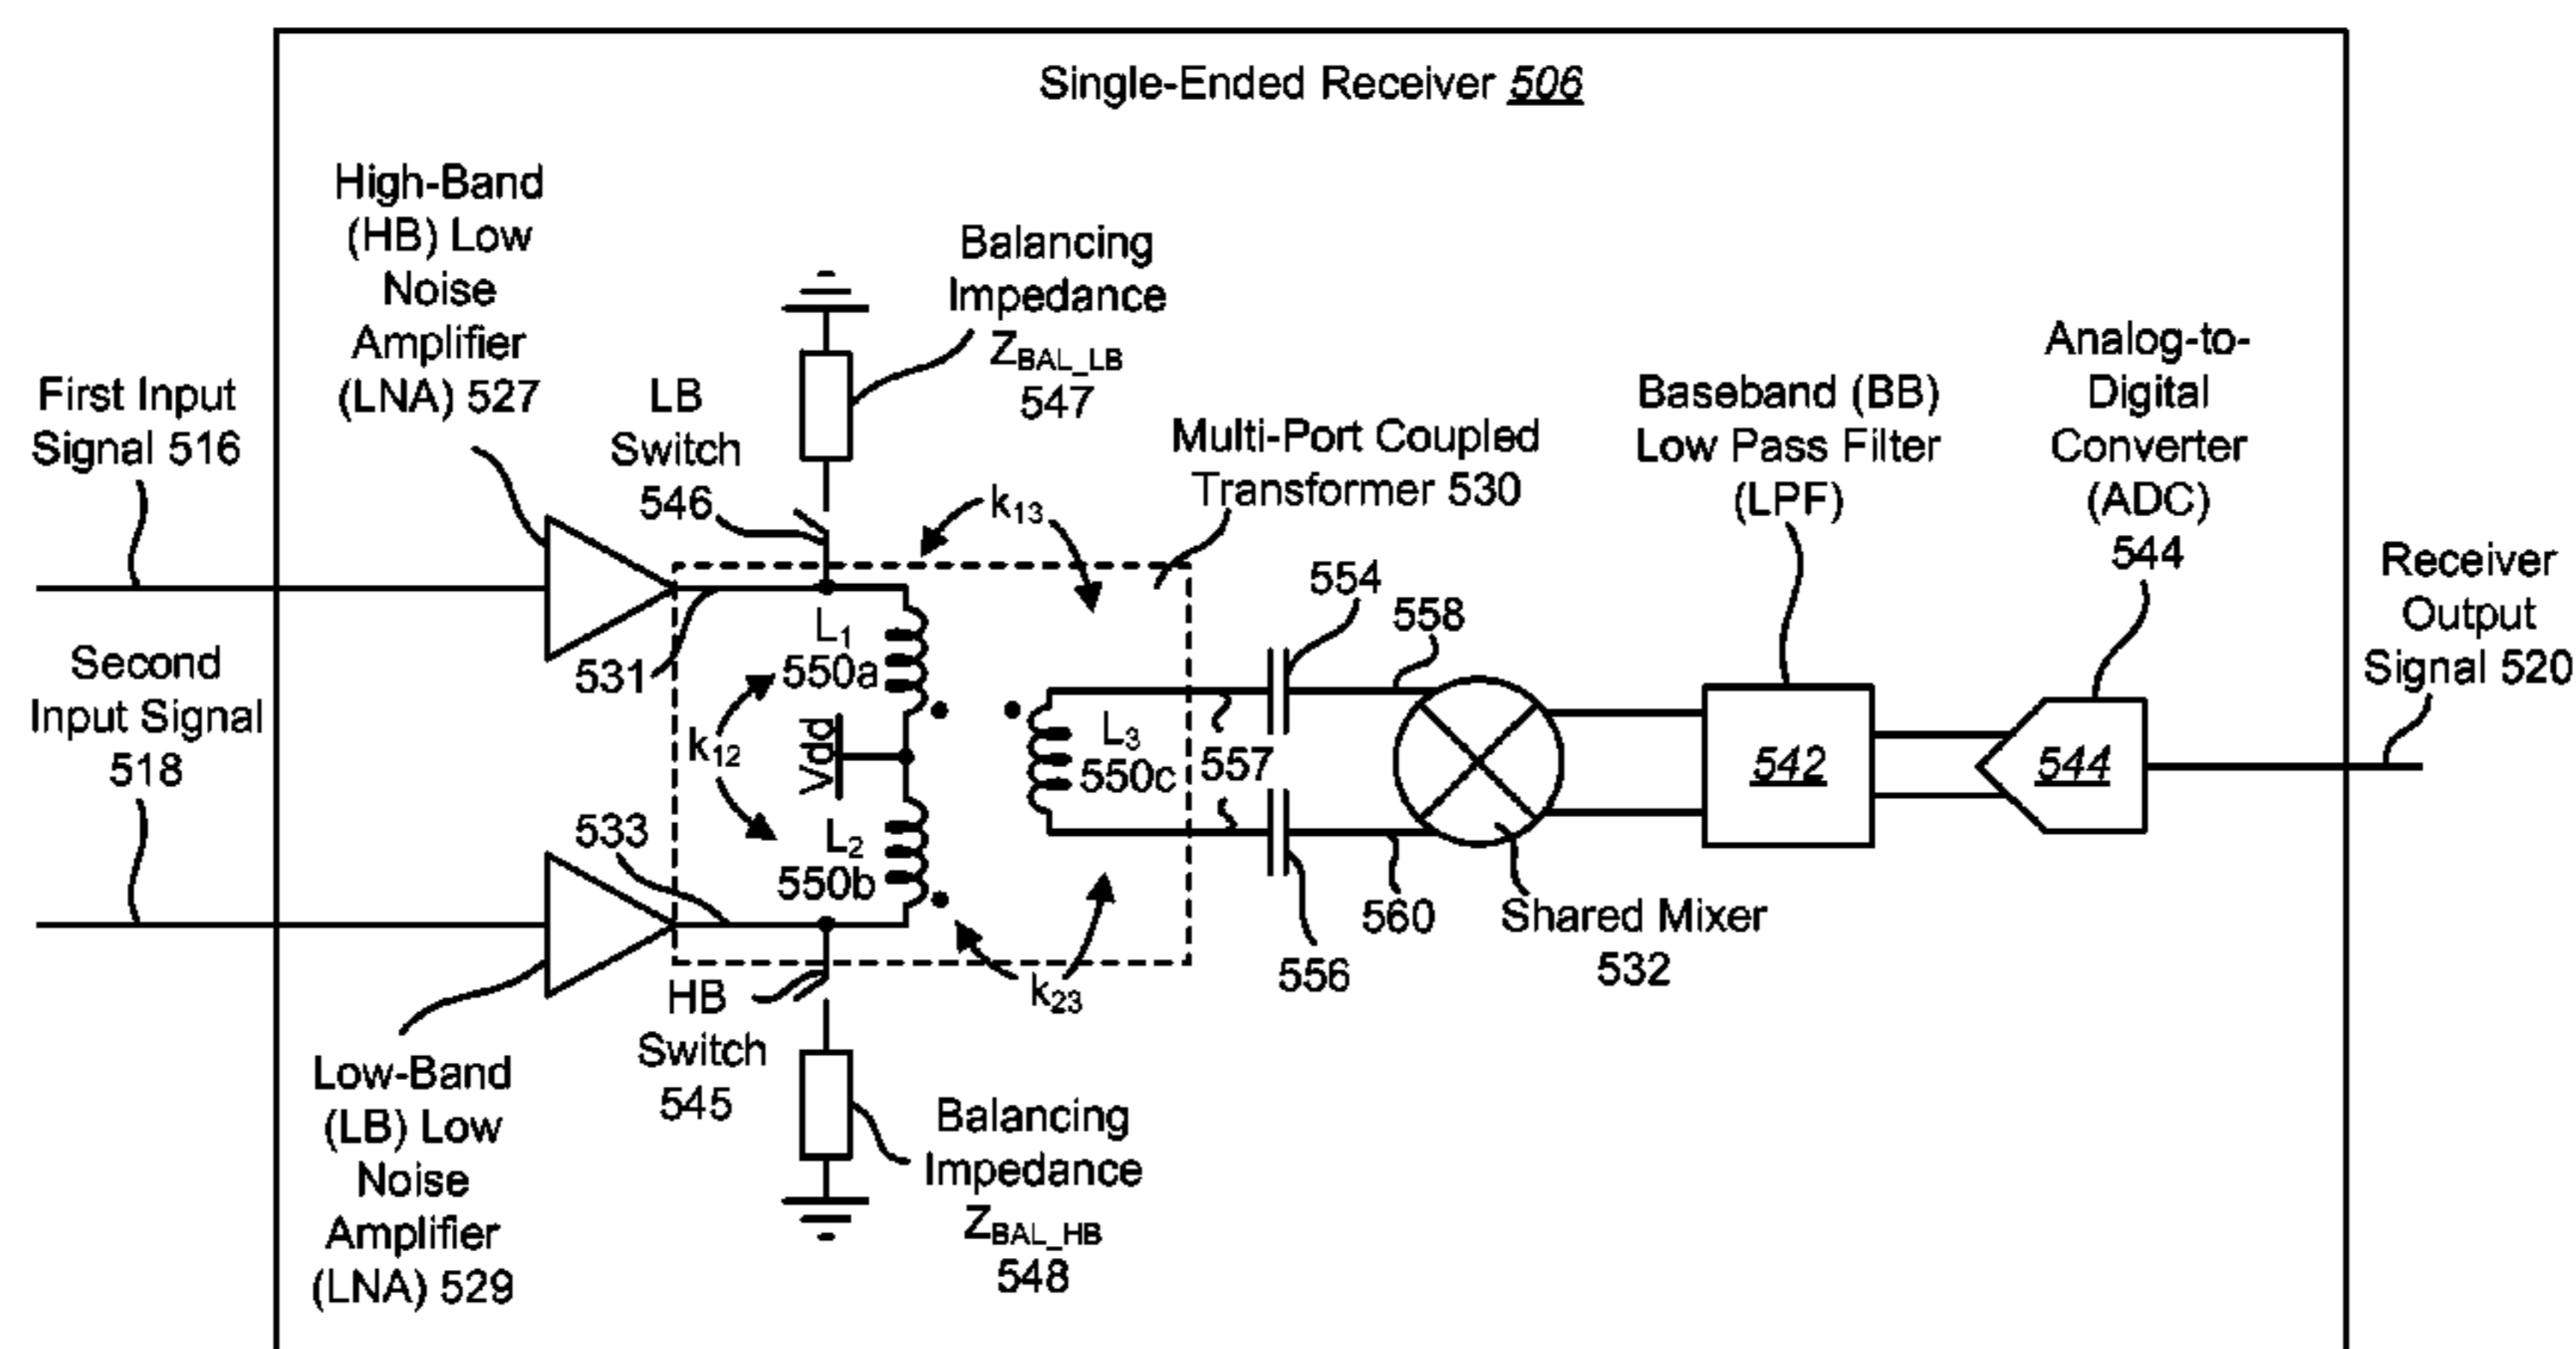 Single-Ended Receiver 506
High-Band
(HB) Low
Noise
Amplifier
(LNA) 527
First Input
Signal 516
Second
Input Signal
518
Low-Band
(LB) Low
Noise
Amplifier
(LNA) 529
LB
Switch
546
Balancing
Impedance
ZBAL_LB
547
Multi-Port Coupled
Transformer 530
k13
531
L1
550a
k12
Vdd
L2
550b
533
L3
550c
k23
HB
Switch
545
Balancing
Impedance
ZBAL_HB
548
557
554
558
556
560
Shared Mixer
532
Baseband (BB)
Low Pass Filter
(LPF)
542
Analog-to-
Digital
Converter
(ADC)
544
544
Receiver
Output
Signal 520